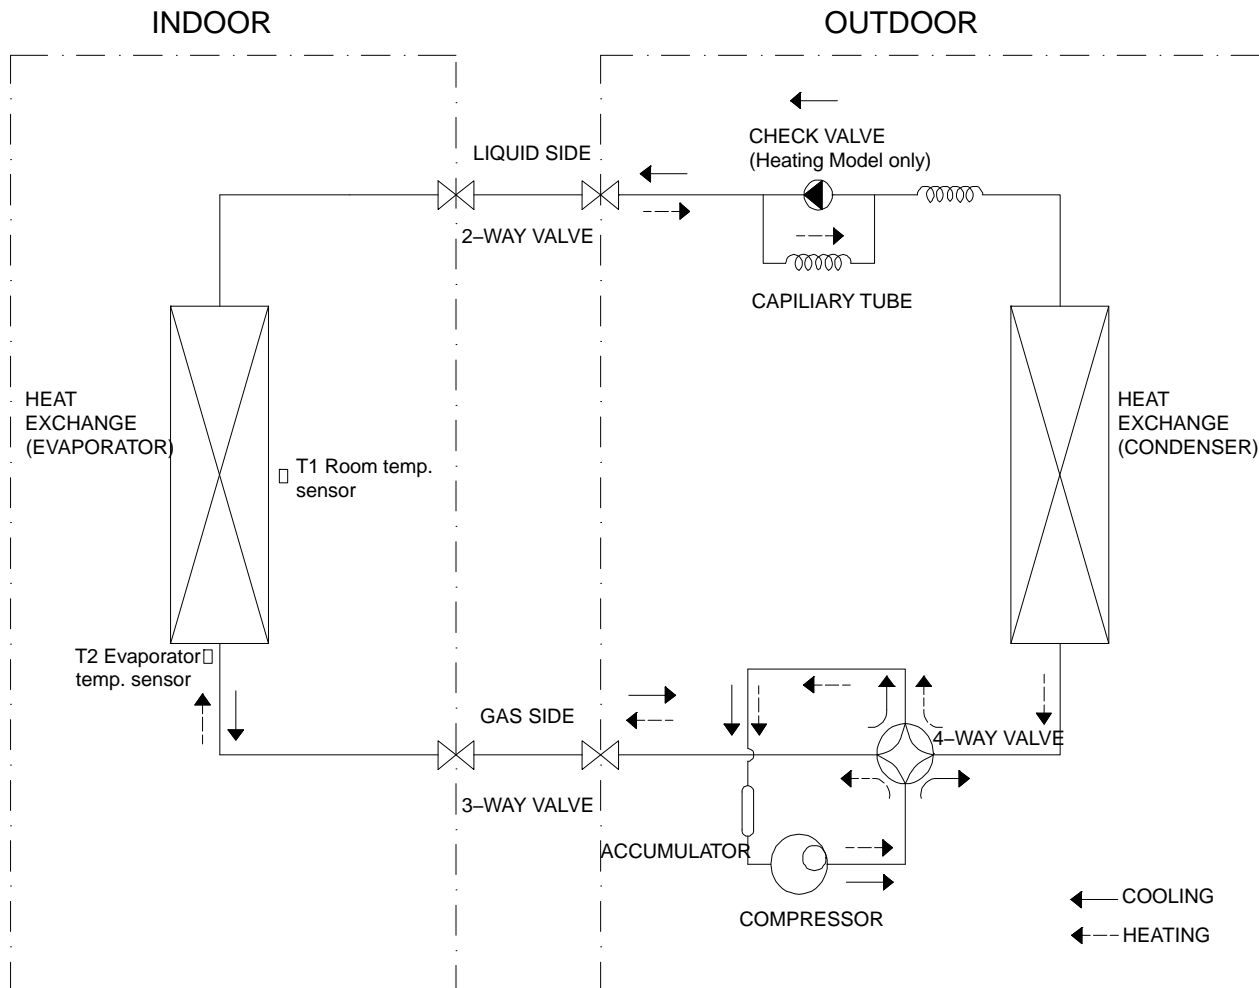 INDOOR
OUTDOOR
CHECK VALVE
(Heating Model only)
LIQUID SIDE
2–WAY VALVE
CAPILIARY TUBE
HEAT
EXCHANGE
(EVAPORATOR)
T1 Room temp.
sensor
HEAT
EXCHANGE
(CONDENSER)
T2 Evaporator
temp. sensor
GAS SIDE
4–WAY VALVE
3–WAY VALVE
ACCUMULATOR
COMPRESSOR
COOLING
HEATING